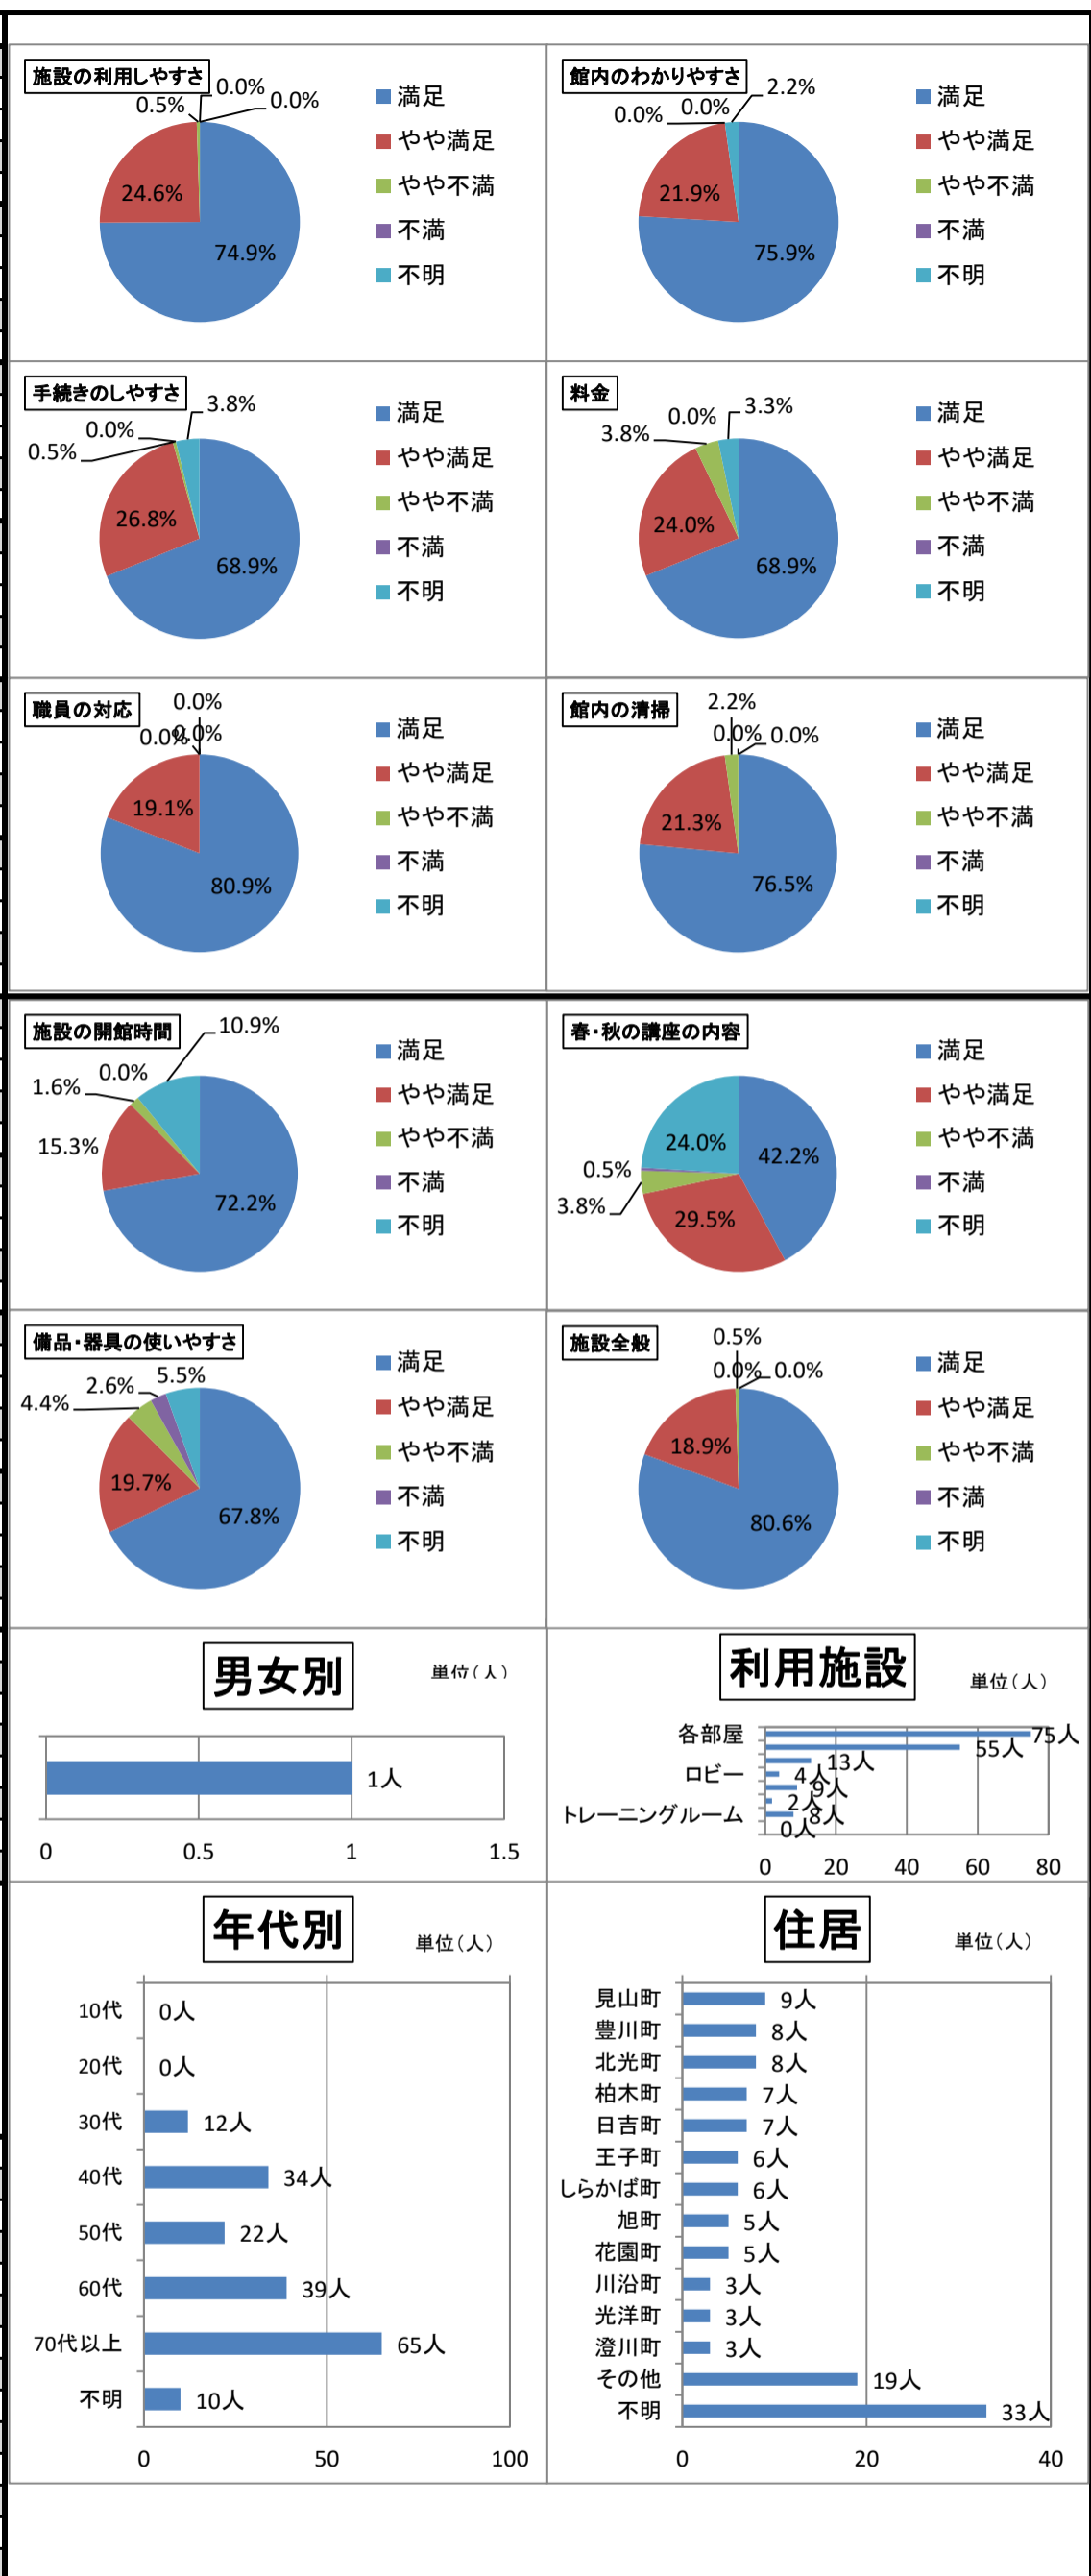 施設の利用しやすさ
0.5%
0.0%
0.0%
24.6%
74.9%
満足
やや満足
やや不満
不満
不明
館内のわかりやすさ
0.0%
0.0%
2.2%
21.9%
75.9%
満足
やや満足
やや不満
不満
不明
手続きのしやすさ
3.8%
0.0%
0.5%
26.8%
68.9%
満足
やや満足
やや不満
不満
不明
料金
3.3%
0.0%
3.8%
24.0%
68.9%
満足
やや満足
やや不満
不満
不明
職員の対応
0.0%
0.0%
0.0%
19.1%
80.9%
満足
やや満足
やや不満
不満
不明
館内の清掃
2.2%
0.0%
0.0%
21.3%
76.5%
満足
やや満足
やや不満
不満
不明
施設の開館時間
10.9%
0.0%
1.6%
15.3%
72.2%
満足
やや満足
やや不満
不満
不明
春・秋の講座の内容
24.0%
42.2%
0.5%
3.8%
29.5%
満足
やや満足
やや不満
不満
不明
備品・器具の使いやすさ
5.5%
2.6%
4.4%
19.7%
67.8%
満足
やや満足
やや不満
不満
不明
施設全般
0.5%
0.0%
0.0%
18.9%
80.6%
満足
やや満足
やや不満
不満
不明
男女別
単位(人)
1人
0 0.5 1 1.5
利用施設
単位(人)
各部屋
75人
55人
13人
ロビー
4人
9人
2人
トレーニングルーム
8人
0人
0 20 40 60 80
年代別
単位(人)
10代 0人
20代 0人
30代 12人
40代 34人
50代 22人
60代 39人
70代以上 65人
不明 10人
0 50 100
住居
単位(人)
見山町 9人
豊川町 8人
北光町 8人
柏木町 7人
日吉町 7人
王子町 6人
しらかば町 6人
旭町 5人
花園町 5人
川沿町 3人
光洋町 3人
澄川町 3人
その他 19人
不明 33人
0 20 40